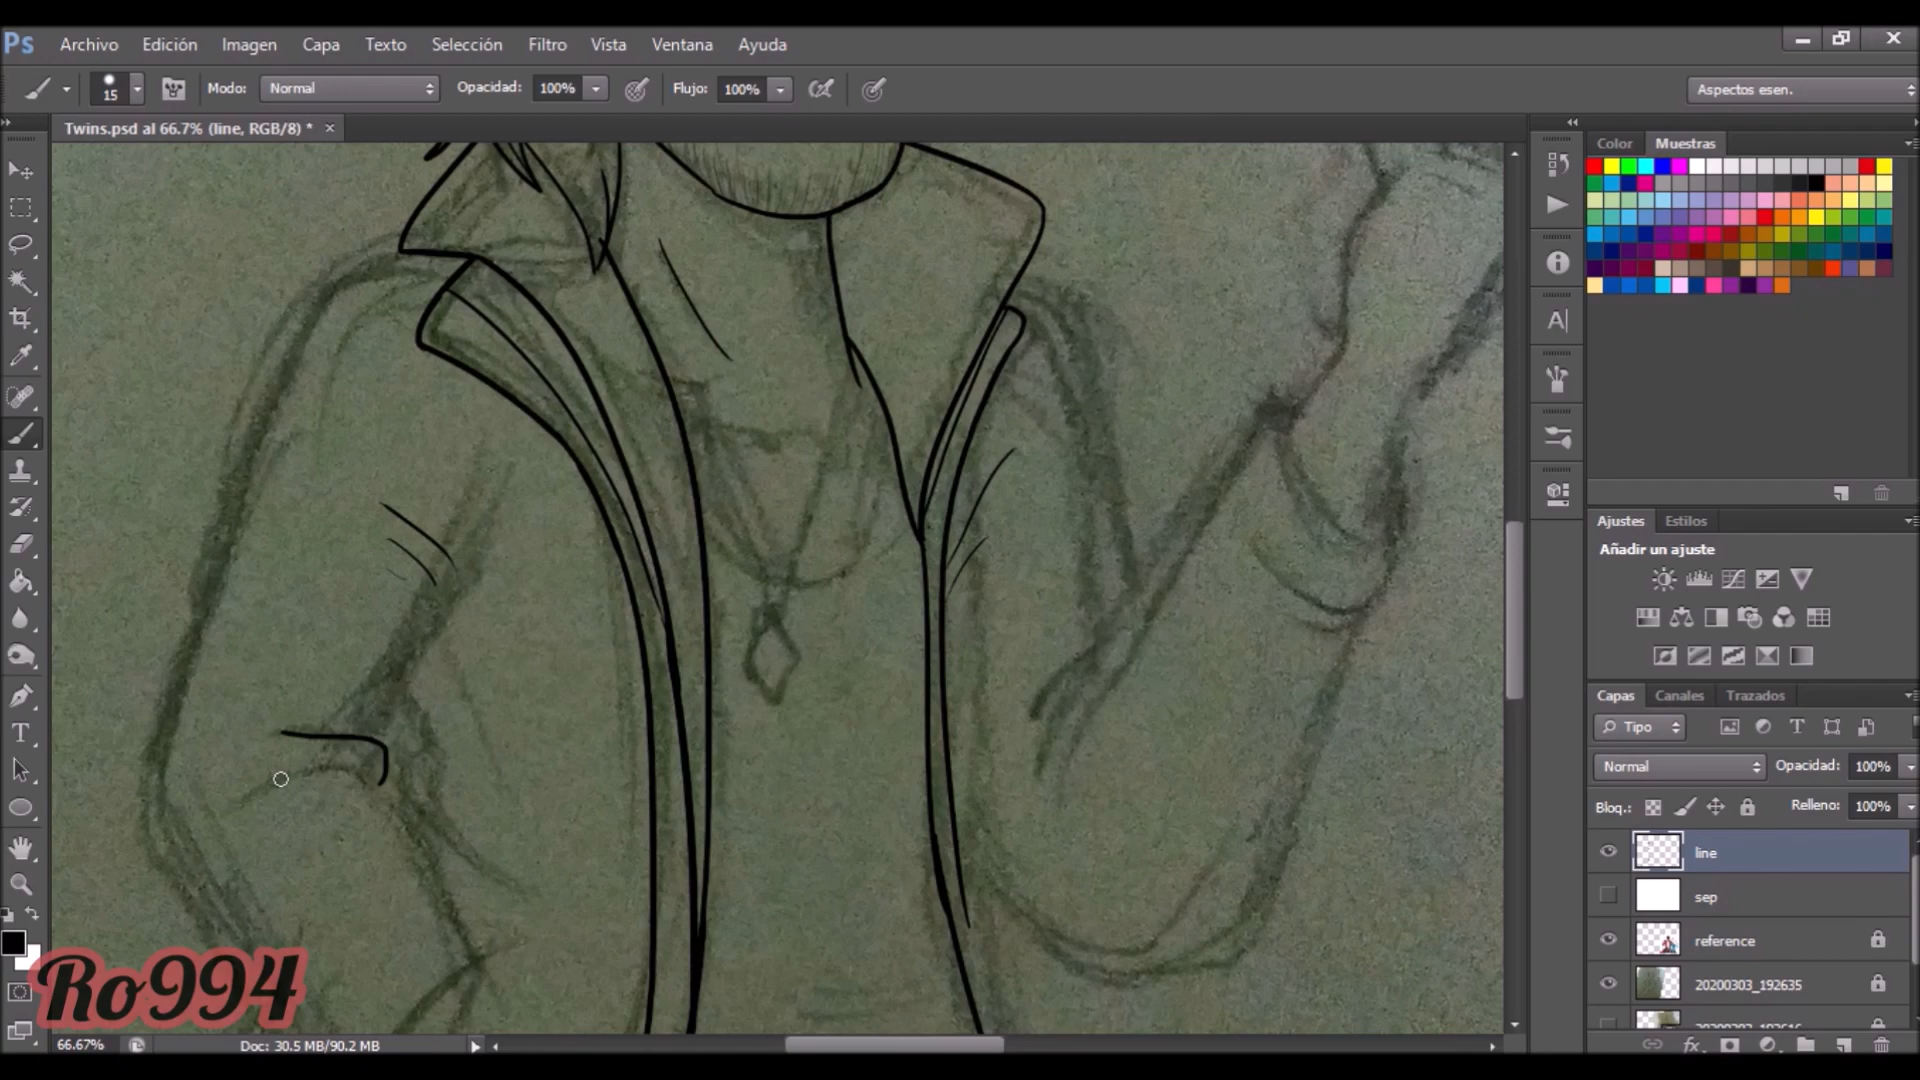 Ps Archivo Edición Imagen Capa Texto Selección Filtro Vista Ventana Ayuda
15 Modo: Normal Opacidad: 100% Flujo: 100% Aspectos esen.
Twins.psd al 66.7% (line, RGB/8) * ×
Color Muestras
Ajustes Estilos
Añadir un ajuste
Capas Canales Trazados
Tipo
Normal Opacidad: 100%
Bloq.: Relleno: 100%
line
sep
reference
20200303_192635
Ro994
66.67% Doc: 30.5 MB/90.2 MB